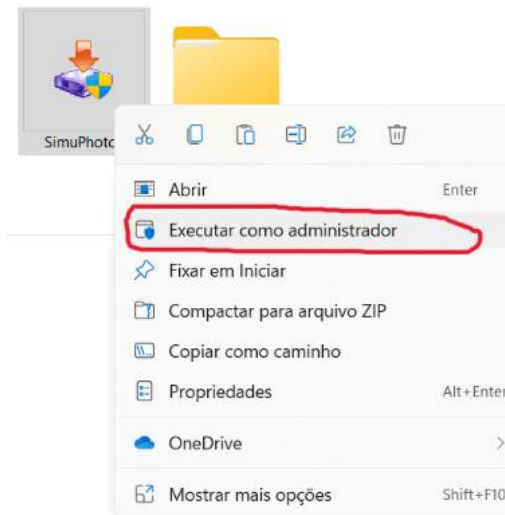 SimuPhoto
Abrir Enter
Executar como administrador
Fixar em Iniciar
Compactar para arquivo ZIP
Copiar como caminho
Propriedades Alt+Enter
OneDrive
Mostrar mais opções Shift+F10